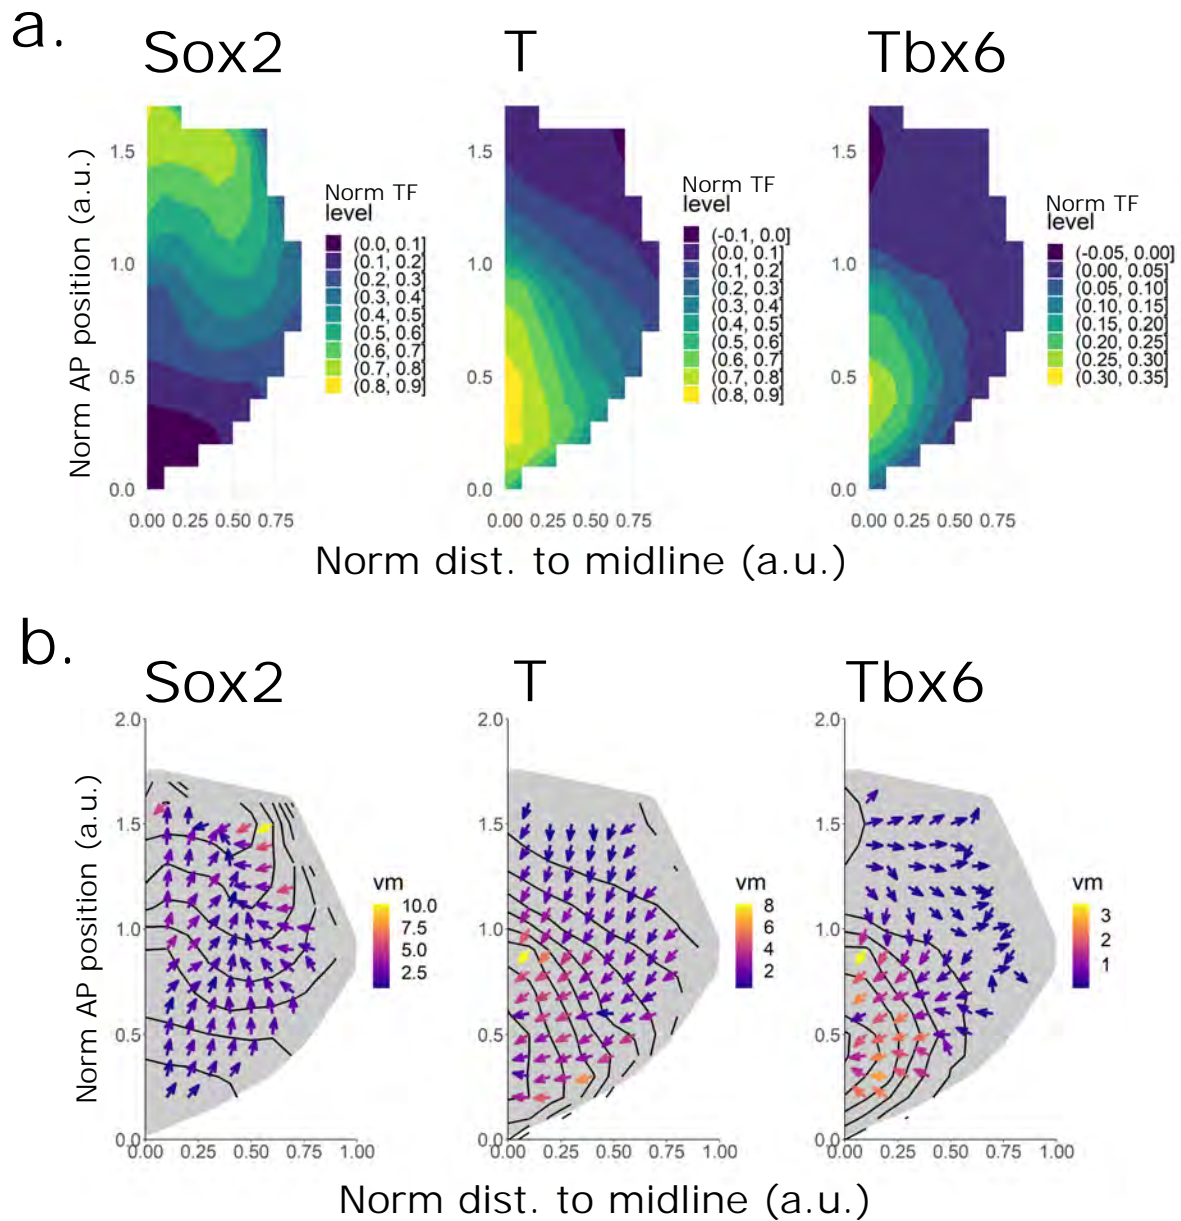 a.
Sox2
T
Tbx6
Norm AP position (a.u.)
1.5
1.0
0.5
0.0
0.00 0.25 0.50 0.75
Norm TF
level
(0.0, 0.1]
(0.1, 0.2]
(0.2, 0.3]
(0.3, 0.4]
(0.4, 0.5]
(0.5, 0.6]
(0.6, 0.7]
(0.7, 0.8]
(0.8, 0.9]
1.5
1.0
0.5
0.0
0.00 0.25 0.50 0.75
Norm TF
level
(-0.1, 0.0]
(0.0, 0.1]
(0.1, 0.2]
(0.2, 0.3]
(0.3, 0.4]
(0.4, 0.5]
(0.5, 0.6]
(0.6, 0.7]
(0.7, 0.8]
(0.8, 0.9]
1.5
1.0
0.5
0.0
0.00 0.25 0.50 0.75
Norm TF
level
(-0.05, 0.00]
(0.00, 0.05]
(0.05, 0.10]
(0.10, 0.15]
(0.15, 0.20]
(0.20, 0.25]
(0.25, 0.30]
(0.30, 0.35]
Norm dist. to midline (a.u.)
b.
Sox2
T
Tbx6
Norm AP position (a.u.)
2.0
1.5
1.0
0.5
0.0
0.00 0.25 0.50 0.75 1.00
vm
10.0
7.5
5.0
2.5
2.0
1.5
1.0
0.5
0.0
0.00 0.25 0.50 0.75 1.00
vm
8
6
4
2
2.0
1.5
1.0
0.5
0.0
0.00 0.25 0.50 0.75 1.00
vm
3
2
1
Norm dist. to midline (a.u.)